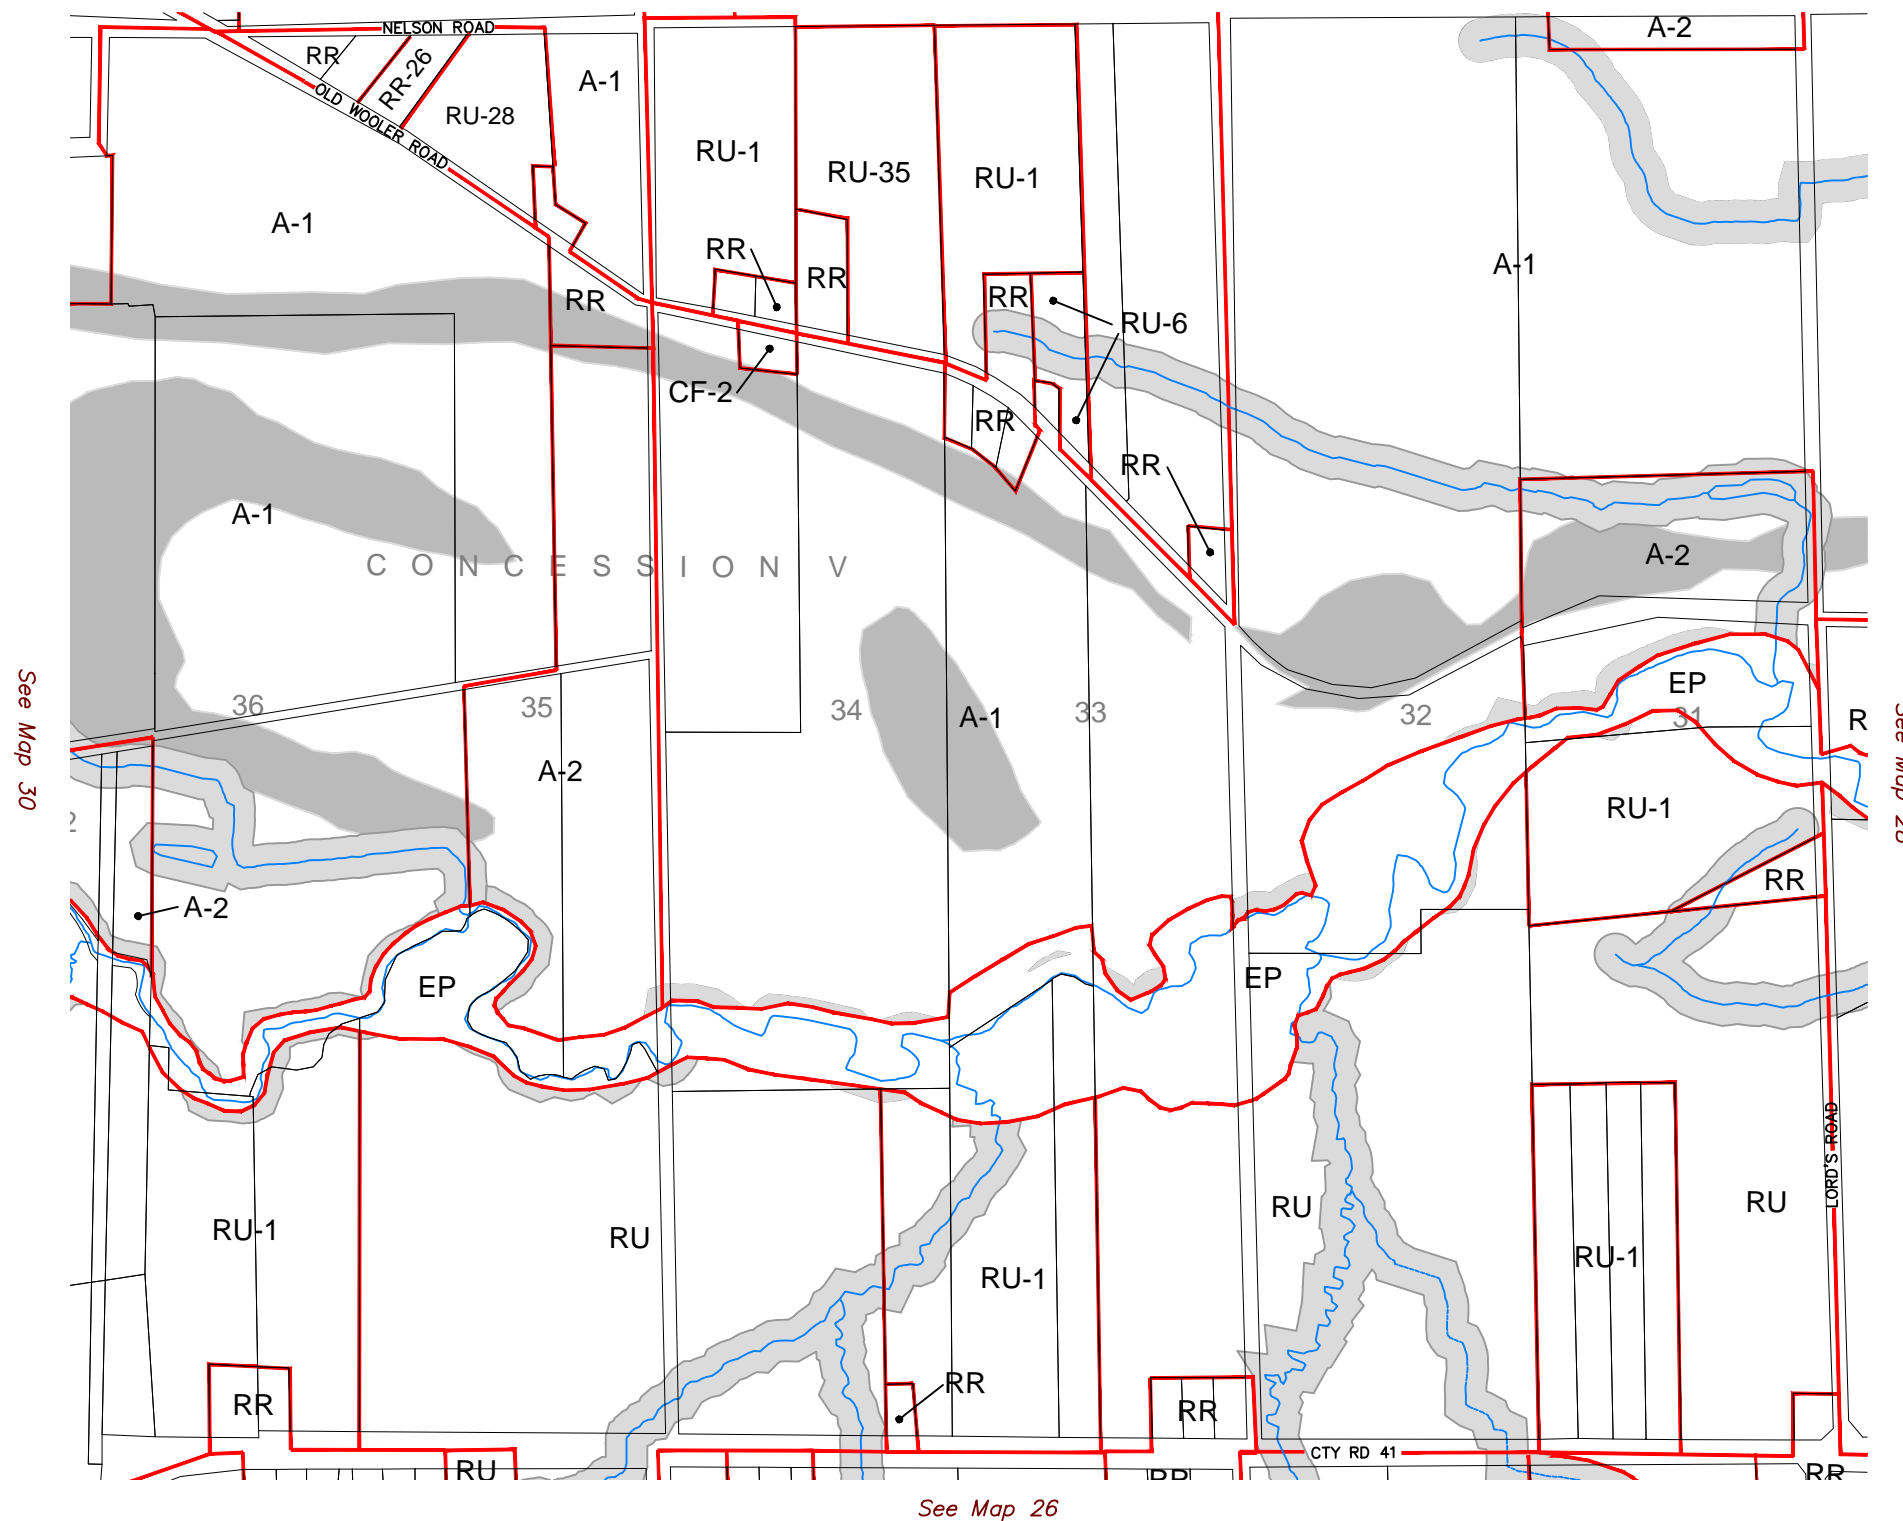 NELSON ROAD
A-2
RR
RR-26
A-1
OLD WOOLER ROAD
RU-28
RU-1
RU-35
RU-1
A-1
RR
RR
A-1
RR
RR
RU-6
CF-2
RR
RR
A-1
A-2
CONCESSION V
See Map 30
36
35
34
A-1
33
32
EP
31
A-2
RU-1
RR
A-2
EP
EP
LORD'S ROAD
RU-1
RU
RU
RU
RU-1
RU-1
RR
RR
RR
CTY RD 41
RU
See Map 26